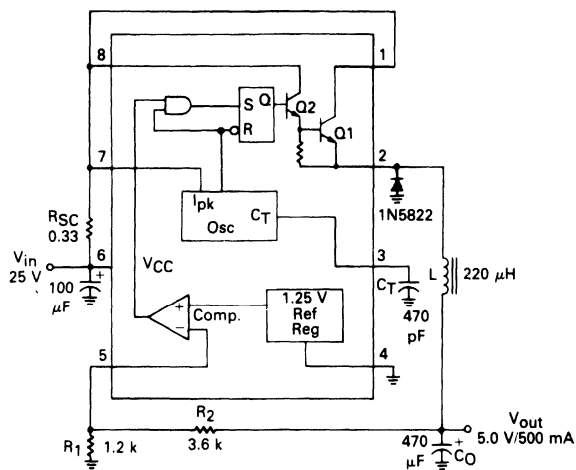 8
1
S
Q
Q2
Q1
R
7
2
Ipk
CT
Osc
1N5822
RSC
0.33
Vin
25 V
6
+
100
µF
VCC
3
CT
L
220 µH
470
pF
+
−
Comp.
1.25 V
Ref
Reg
5
4
R2
3.6 k
R1
1.2 k
Vout
5.0 V/500 mA
470
µF
+
CO